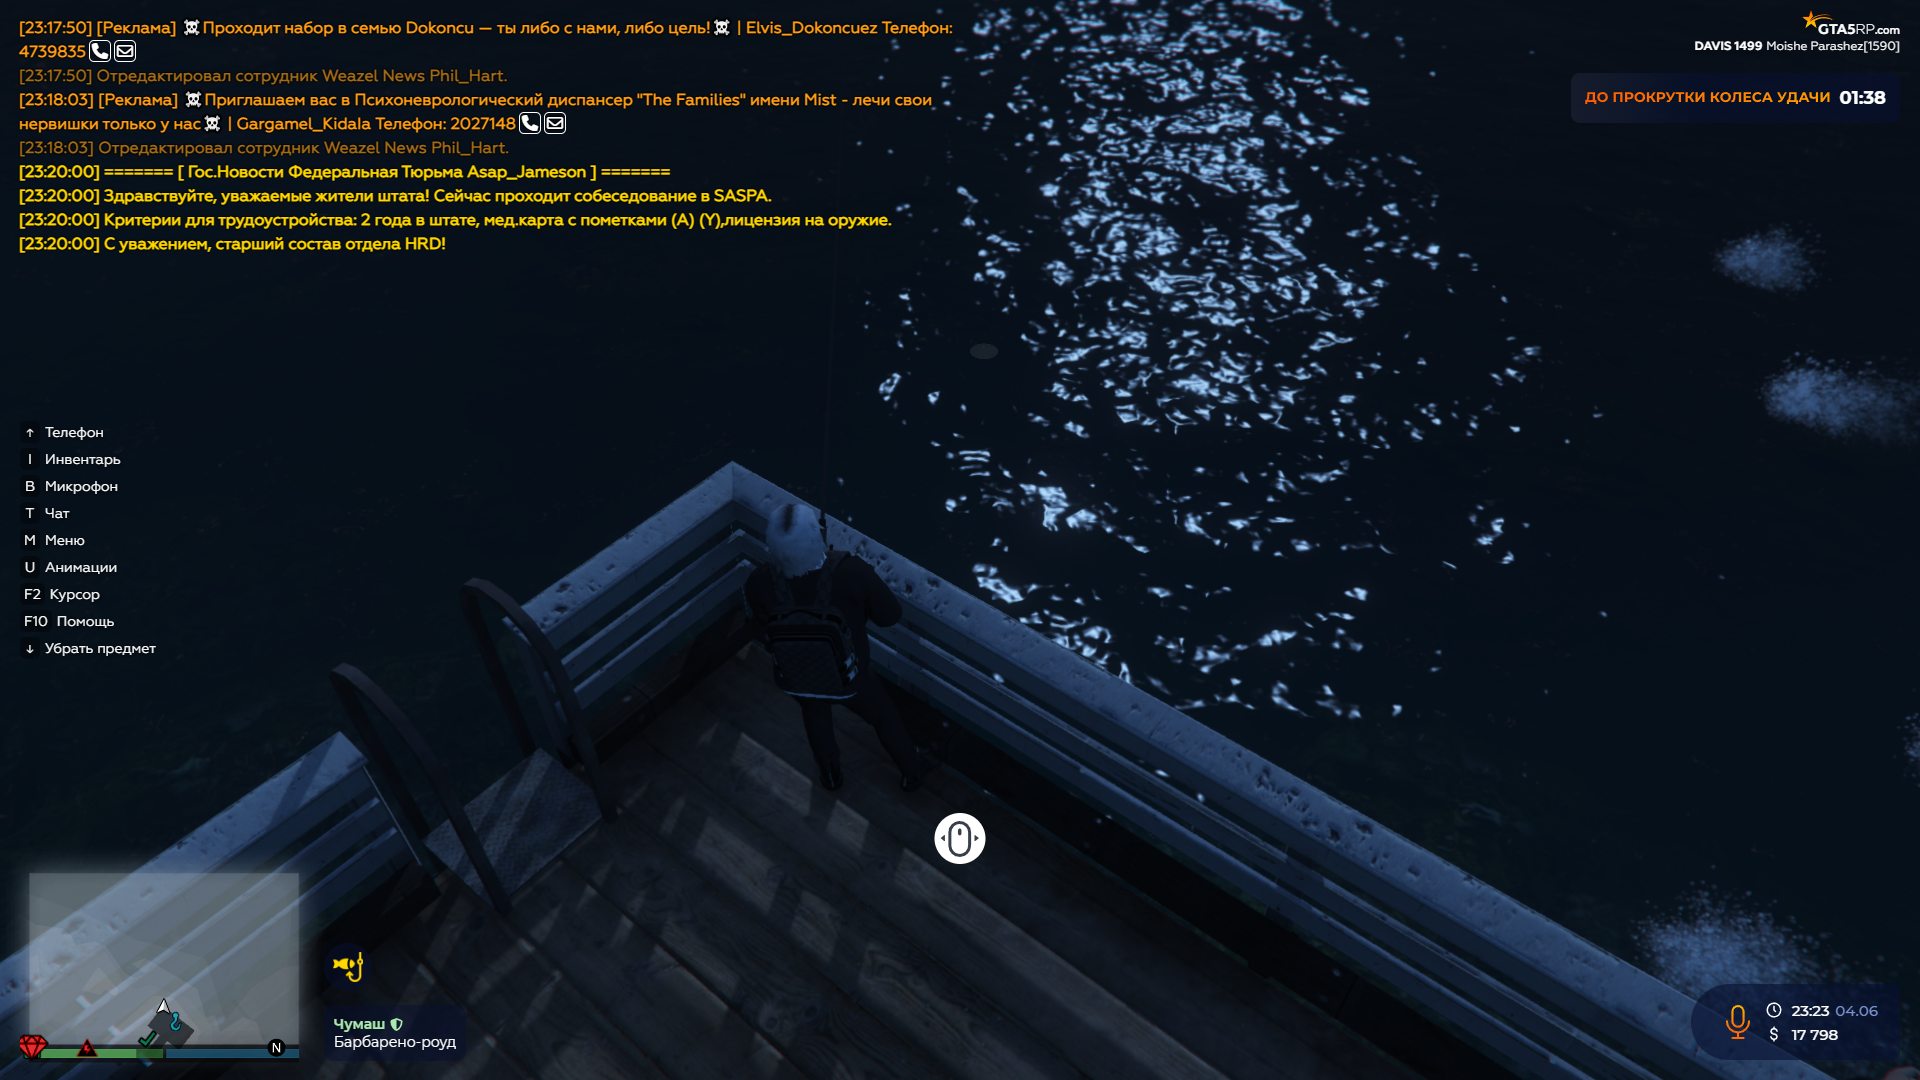 [23:17:50] [Реклама] ☠Проходит набор в семью Dokoncu — ты либо с нами, либо цель!☠ | Elvis_Dokoncuez Телефон:
4739835
[23:17:50] Отредактировал сотрудник Weazel News Phil_Hart.
[23:18:03] [Реклама] ☠Приглашаем вас в Психоневрологический диспансер "The Families" имени Mist - лечи свои
нервишки только у нас☠ | Gargamel_Kidala Телефон: 2027148
[23:18:03] Отредактировал сотрудник Weazel News Phil_Hart.
[23:20:00] ======= [ Гос.Новости Федеральная Тюрьма Asap_Jameson ] =======
[23:20:00] Здравствуйте, уважаемые жители штата! Сейчас проходит собеседование в SASPA.
[23:20:00] Критерии для трудоустройства: 2 года в штате, мед.карта с пометками (A) (Y),лицензия на оружие.
[23:20:00] С уважением, старший состав отдела HRD!
GTA5RP.com
DAVIS 1499 Moishe Parashez[1590]
ДО ПРОКРУТКИ КОЛЕСА УДАЧИ 01:38
↑ Телефон
I Инвентарь
B Микрофон
T Чат
M Меню
U Анимации
F2 Курсор
F10 Помощь
↓ Убрать предмет
N
Чумаш
Барбарено-роуд
23:23 04.06
$ 17 798